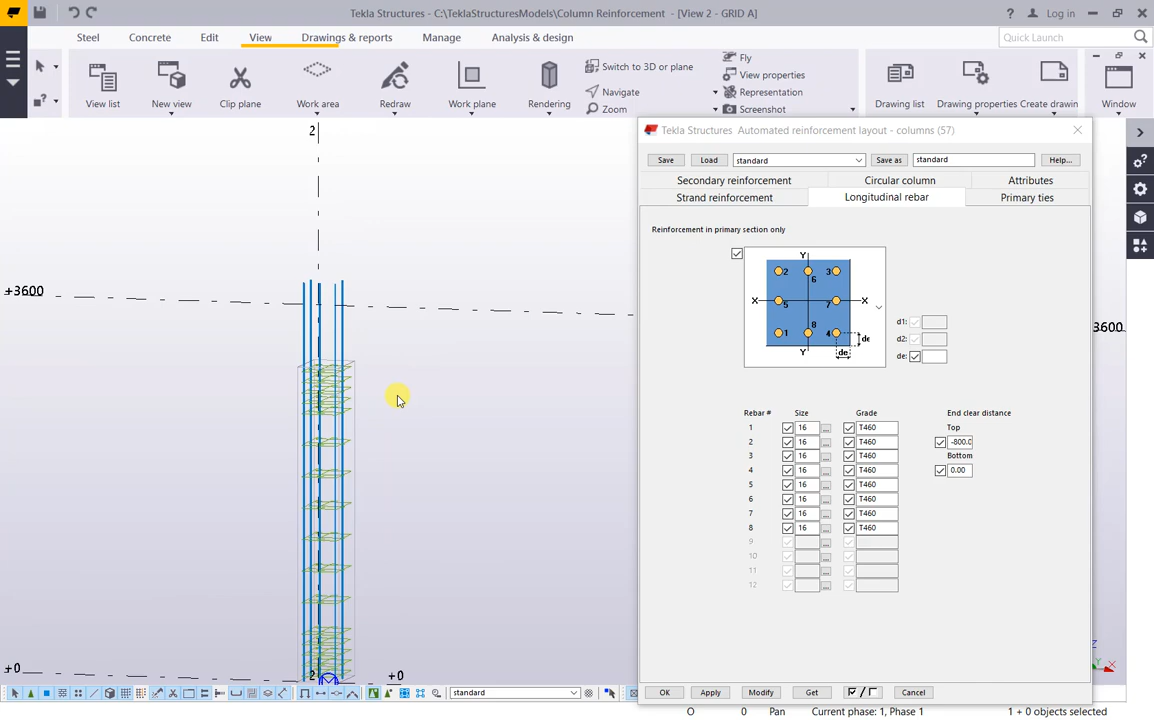 Tekla Structures - C:\TeklaStructuresModels\Column Reinforcement - [View 2 - GRID A]
? Log in
Steel Concrete Edit View Drawings & reports Manage Analysis & design
Quick Launch
View list
New view
Clip plane
Work area
Redraw
Work plane
Rendering
Switch to 3D or plane
Navigate
Zoom
Fly
View properties
Representation
Screenshot
Drawing list
Drawing properties
Create drawin
Window
2
+3600
3600
+0
2
+0
Tekla Structures Automated reinforcement layout - columns (57)
Save Load standard Save as standard Help...
Secondary reinforcement Circular column Attributes
Strand reinforcement Longitudinal rebar Primary ties
Reinforcement in primary section only
Y
2 6 3
X 5 7 X
1 8 4 de
Y de
d1:
d2:
de:
Rebar # Size Grade End clear distance
1 16 ... T460 Top
2 16 ... T460 -800.0
3 16 ... T460 Bottom
4 16 ... T460 0.00
5 16 ... T460
6 16 ... T460
7 16 ... T460
8 16 ... T460
9 ...
10 ...
11 ...
12 ...
OK Apply Modify Get / Cancel
standard
O 0 Pan Current phase: 1, Phase 1 1 + 0 objects selected